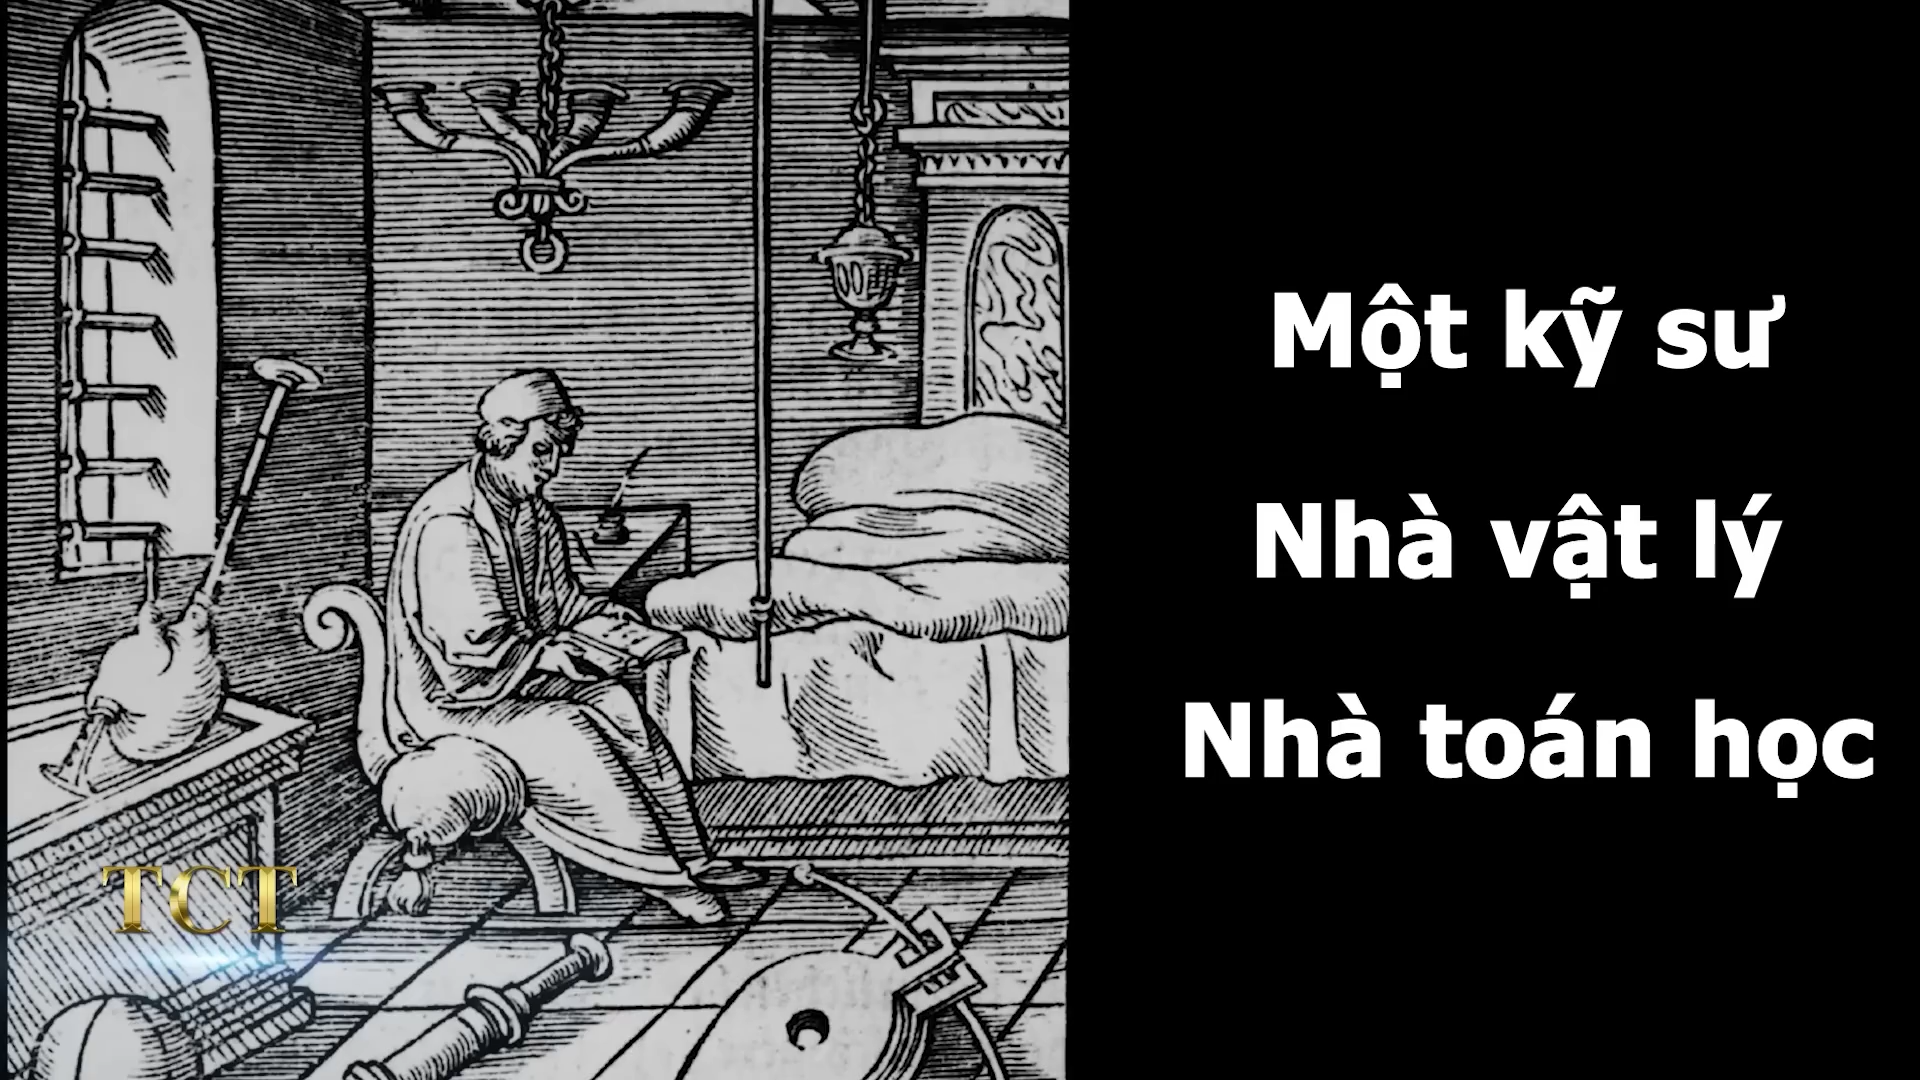 Một kỹ sư
Nhà vật lý
Nhà toán học
TCT